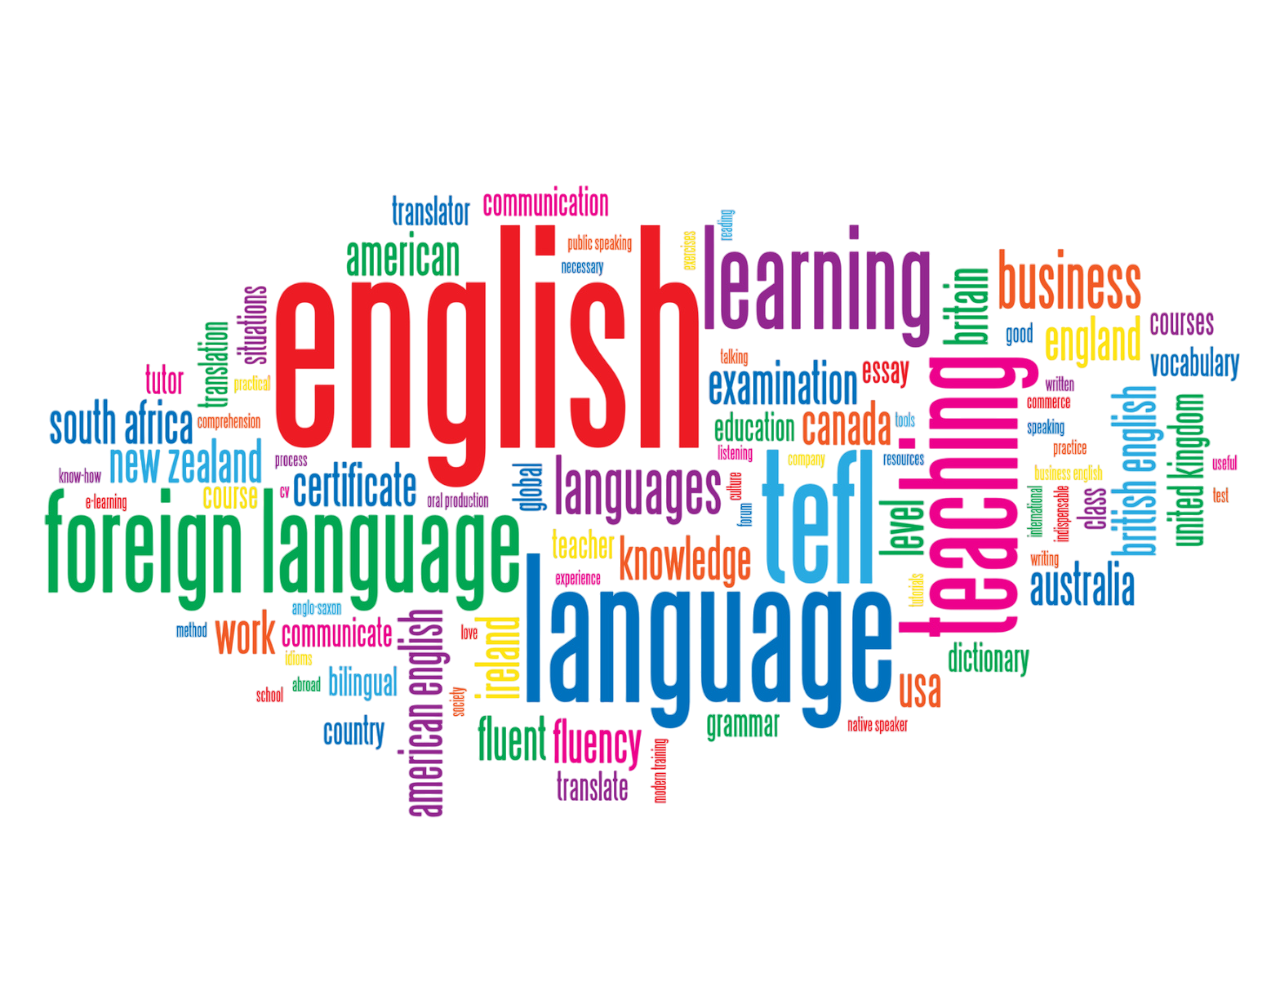 translator
communication
american
public speaking
necessary
exercises
reading
english
learning
britain
business
good
england
courses
vocabulary
situations
translation
practical
tutor
south africa
comprehension
new zealand
know-how
process
e-learning
course
cv
certificate
oral production
global
languages
culture
forum
talking
examination
essay
education
canada
tools
listening
company
resources
tefl
level
teaching
written
commerce
speaking
practice
business english
international
indispensable
class
british english
united kingdom
useful
test
writing
australia
foreign language
teacher
knowledge
experience
language
tutorials
anglo-saxon
method
work
communicate
idioms
american english
love
ireland
school
abroad
bilingual
society
country
fluent
fluency
translate
modern training
grammar
usa
native speaker
dictionary